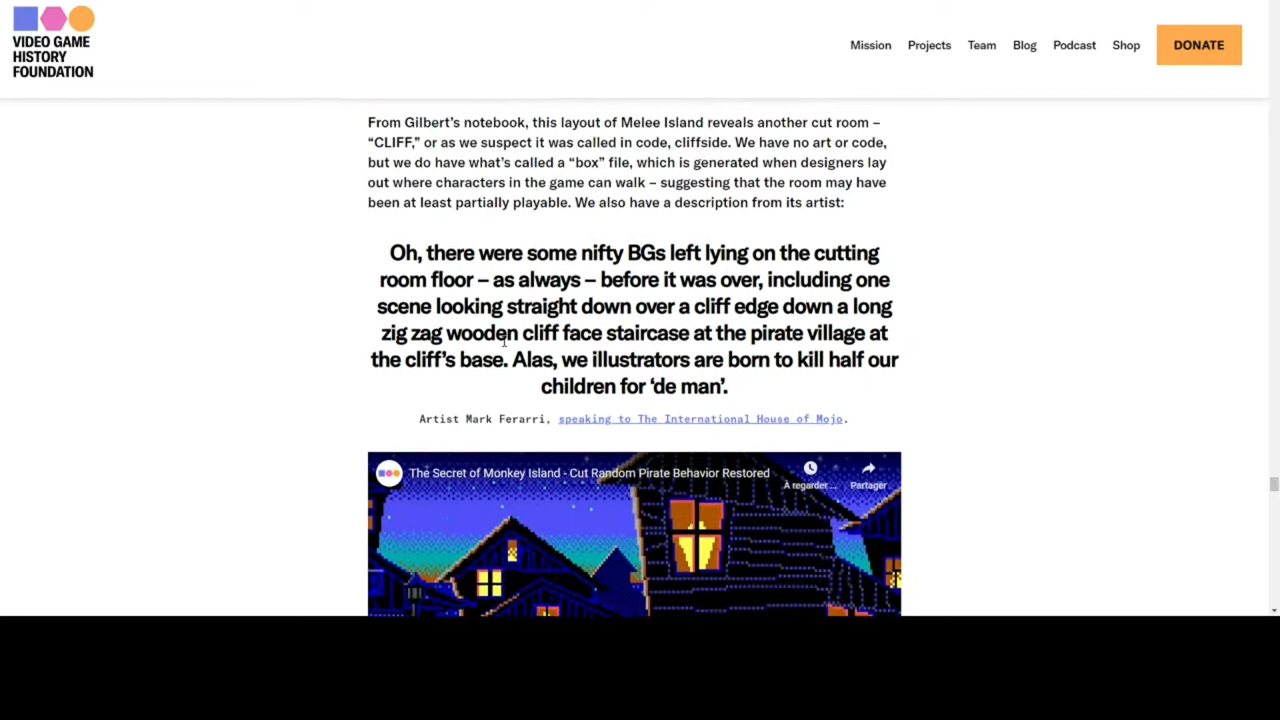 VIDEO GAME
HISTORY
FOUNDATION
Mission Projects Team Blog Podcast Shop DONATE
From Gilbert’s notebook, this layout of Melee Island reveals another cut room –
“CLIFF,” or as we suspect it was called in code, cliffside. We have no art or code,
but we do have what’s called a “box” file, which is generated when designers lay
out where characters in the game can walk – suggesting that the room may have
been at least partially playable. We also have a description from its artist:
Oh, there were some nifty BGs left lying on the cutting
room floor – as always – before it was over, including one
scene looking straight down over a cliff edge down a long
zig zag wooden cliff face staircase at the pirate village at
the cliff’s base. Alas, we illustrators are born to kill half our
children for ‘de man’.
Artist Mark Ferarri, speaking to The International House of Mojo.
The Secret of Monkey Island - Cut Random Pirate Behavior Restored
À regarder ... Partager